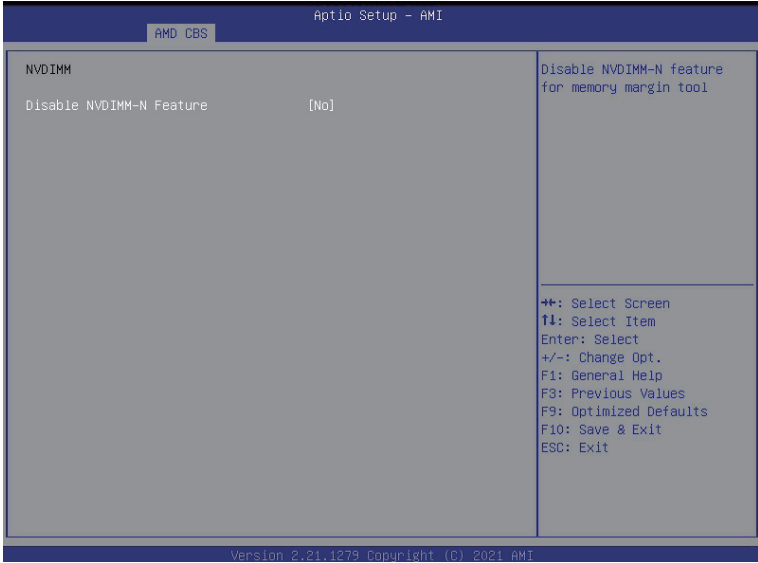 Aptio Setup – AMI
AMD CBS
NVDIMM
Disable NVDIMM-N Feature [No]
Disable NVDIMM-N feature
for memory margin tool
→←: Select Screen
↑↓: Select Item
Enter: Select
+/-: Change Opt.
F1: General Help
F3: Previous Values
F9: Optimized Defaults
F10: Save & Exit
ESC: Exit
Version 2.21.1279 Copyright (C) 2021 AMI